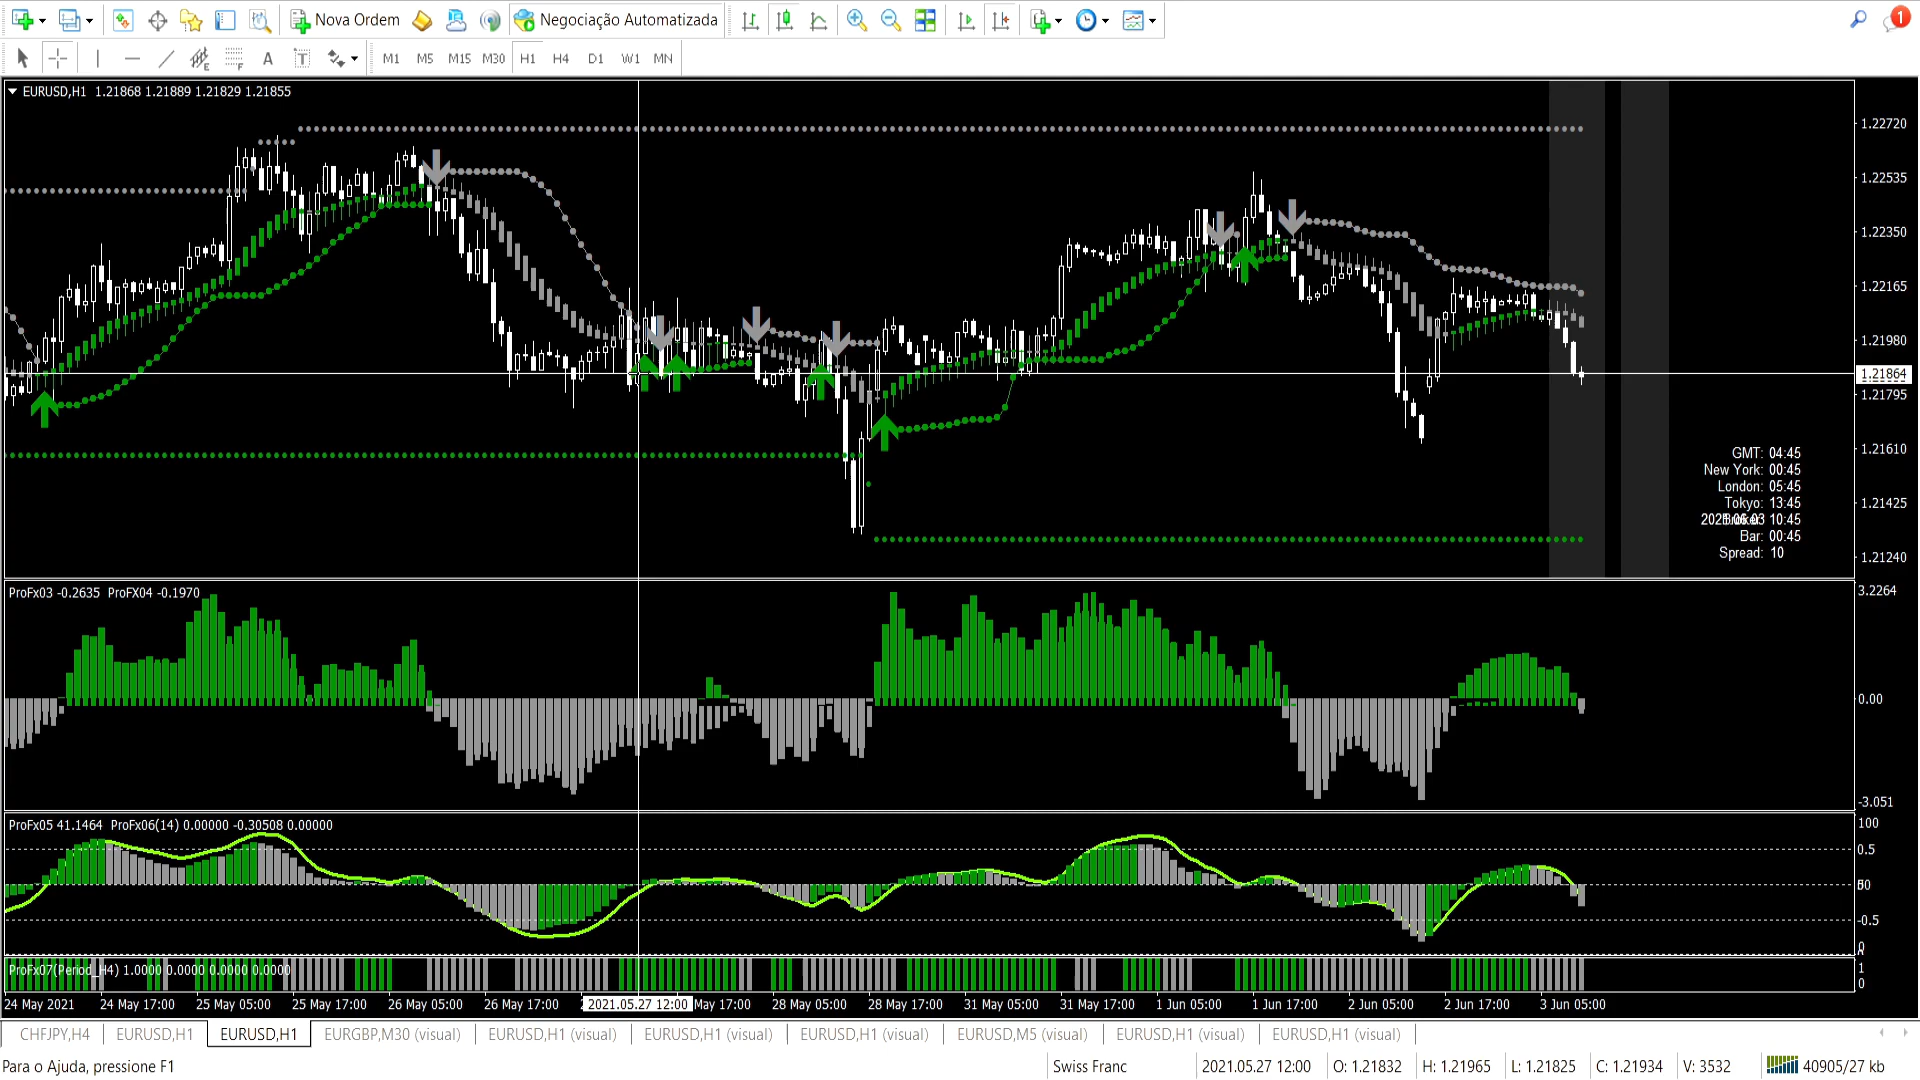 Nova Ordem Negociação Automatizada 1
A T M1 M5 M15 M30 H1 H4 D1 W1 MN
EURUSD,H1 1.21868 1.21889 1.21829 1.21855
1.22720
1.22535
1.22350
1.22165
1.21980
1.21864
1.21795
1.21610
1.21425
1.21240
GMT: 04:45
New York: 00:45
London: 05:45
Tokyo: 13:45
10:45
Bar: 00:45
Spread: 10
ProFx03 -0.2635 ProFX04 -0.1970
3.2264
0.00
-3.051
ProFx05 41.1464 ProFx06(14) 0.00000 -0.30508 0.00000
100
0.5
-0.5
ProFx07(Period_H4) 1.0000 0.0000 0.0000 0.0000
1
0
24 May 2021 24 May 17:00 25 May 05:00 25 May 17:00 26 May 05:00 26 May 17:00 2021.05.27 12:00 May 17:00 28 May 05:00 28 May 17:00 31 May 05:00 31 May 17:00 1 Jun 05:00 1 Jun 17:00 2 Jun 05:00 2 Jun 17:00 3 Jun 05:00
CHFJPY,H4 EURUSD,H1 EURUSD,H1 EURGBP,M30 (visual) EURUSD,H1 (visual) EURUSD,H1 (visual) EURUSD,H1 (visual) EURUSD,M5 (visual) EURUSD,H1 (visual) EURUSD,H1 (visual)
Para o Ajuda, pressione F1 Swiss Franc 2021.05.27 12:00 O: 1.21832 H: 1.21965 L: 1.21825 C: 1.21934 V: 3532 40905/27 kb